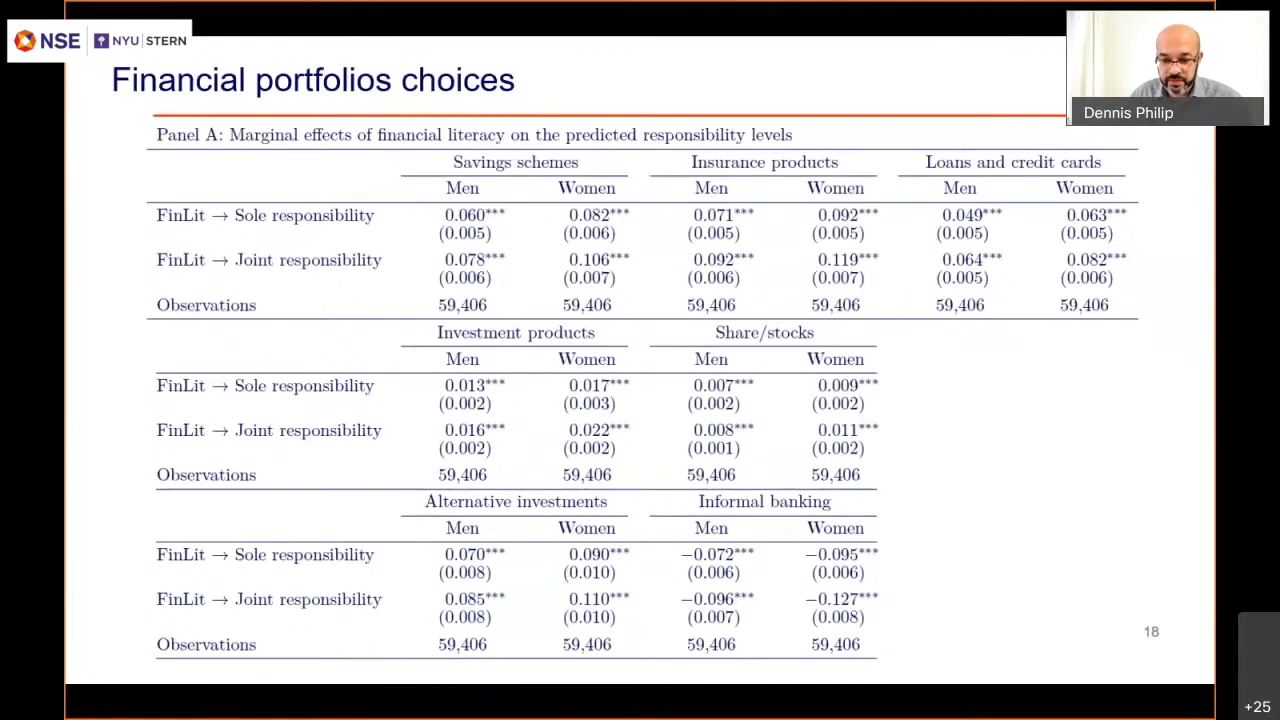 NSE NYU STERN
Financial portfolios choices
Dennis Philip
Panel A: Marginal effects of financial literacy on the predicted responsibility levels
Savings schemes Insurance products Loans and credit cards
Men Women Men Women Men Women
FinLit → Sole responsibility 0.060*** 0.082*** 0.071*** 0.092*** 0.049*** 0.063***
(0.005) (0.006) (0.005) (0.005) (0.005) (0.005)
FinLit → Joint responsibility 0.078*** 0.106*** 0.092*** 0.119*** 0.064*** 0.082***
(0.006) (0.007) (0.006) (0.007) (0.005) (0.006)
Observations 59,406 59,406 59,406 59,406 59,406 59,406
Investment products Share/stocks
Men Women Men Women
FinLit → Sole responsibility 0.013*** 0.017*** 0.007*** 0.009***
(0.002) (0.003) (0.002) (0.002)
FinLit → Joint responsibility 0.016*** 0.022*** 0.008*** 0.011***
(0.002) (0.002) (0.001) (0.002)
Observations 59,406 59,406 59,406 59,406
Alternative investments Informal banking
Men Women Men Women
FinLit → Sole responsibility 0.070*** 0.090*** −0.072*** −0.095***
(0.008) (0.010) (0.006) (0.006)
FinLit → Joint responsibility 0.085*** 0.110*** −0.096*** −0.127***
(0.008) (0.010) (0.007) (0.008)
Observations 59,406 59,406 59,406 59,406
18
+25